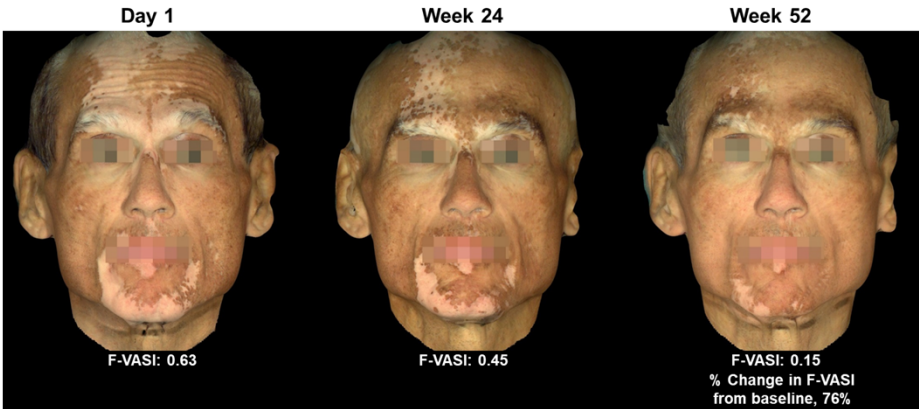 Day 1
Week 24
Week 52
F-VASI: 0.63
F-VASI: 0.45
F-VASI: 0.15
% Change in F-VASI
from baseline, 76%